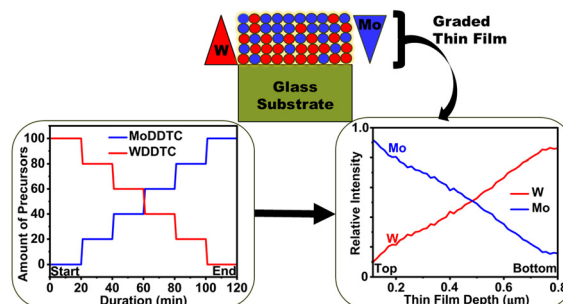 W
Mo
Graded
Thin Film
Glass
Substrate
Amount of Precursors
100
80
60
40
20
0
MoDDTC
WDDTC
Start
End
0 20 40 60 80 100 120
Duration (min)
Relative Intensity
1.0
0.0
Mo
W
W
Mo
Top
Bottom
0.2 0.4 0.6 0.8
Thin Film Depth (µm)